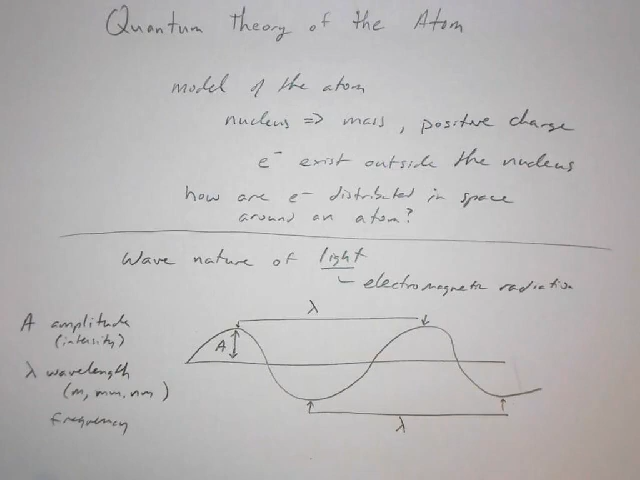 Quantum Theory of the Atom
model of the atom
nucleus => mass, positive charge
e⁻ exist outside the nucleus
how are e⁻ distributed in space
around an atom?
Wave nature of light
electromagnetic radiation
A amplitude
(intensity)
λ wavelength
(m, mm, nm)
frequency
λ
A
λ